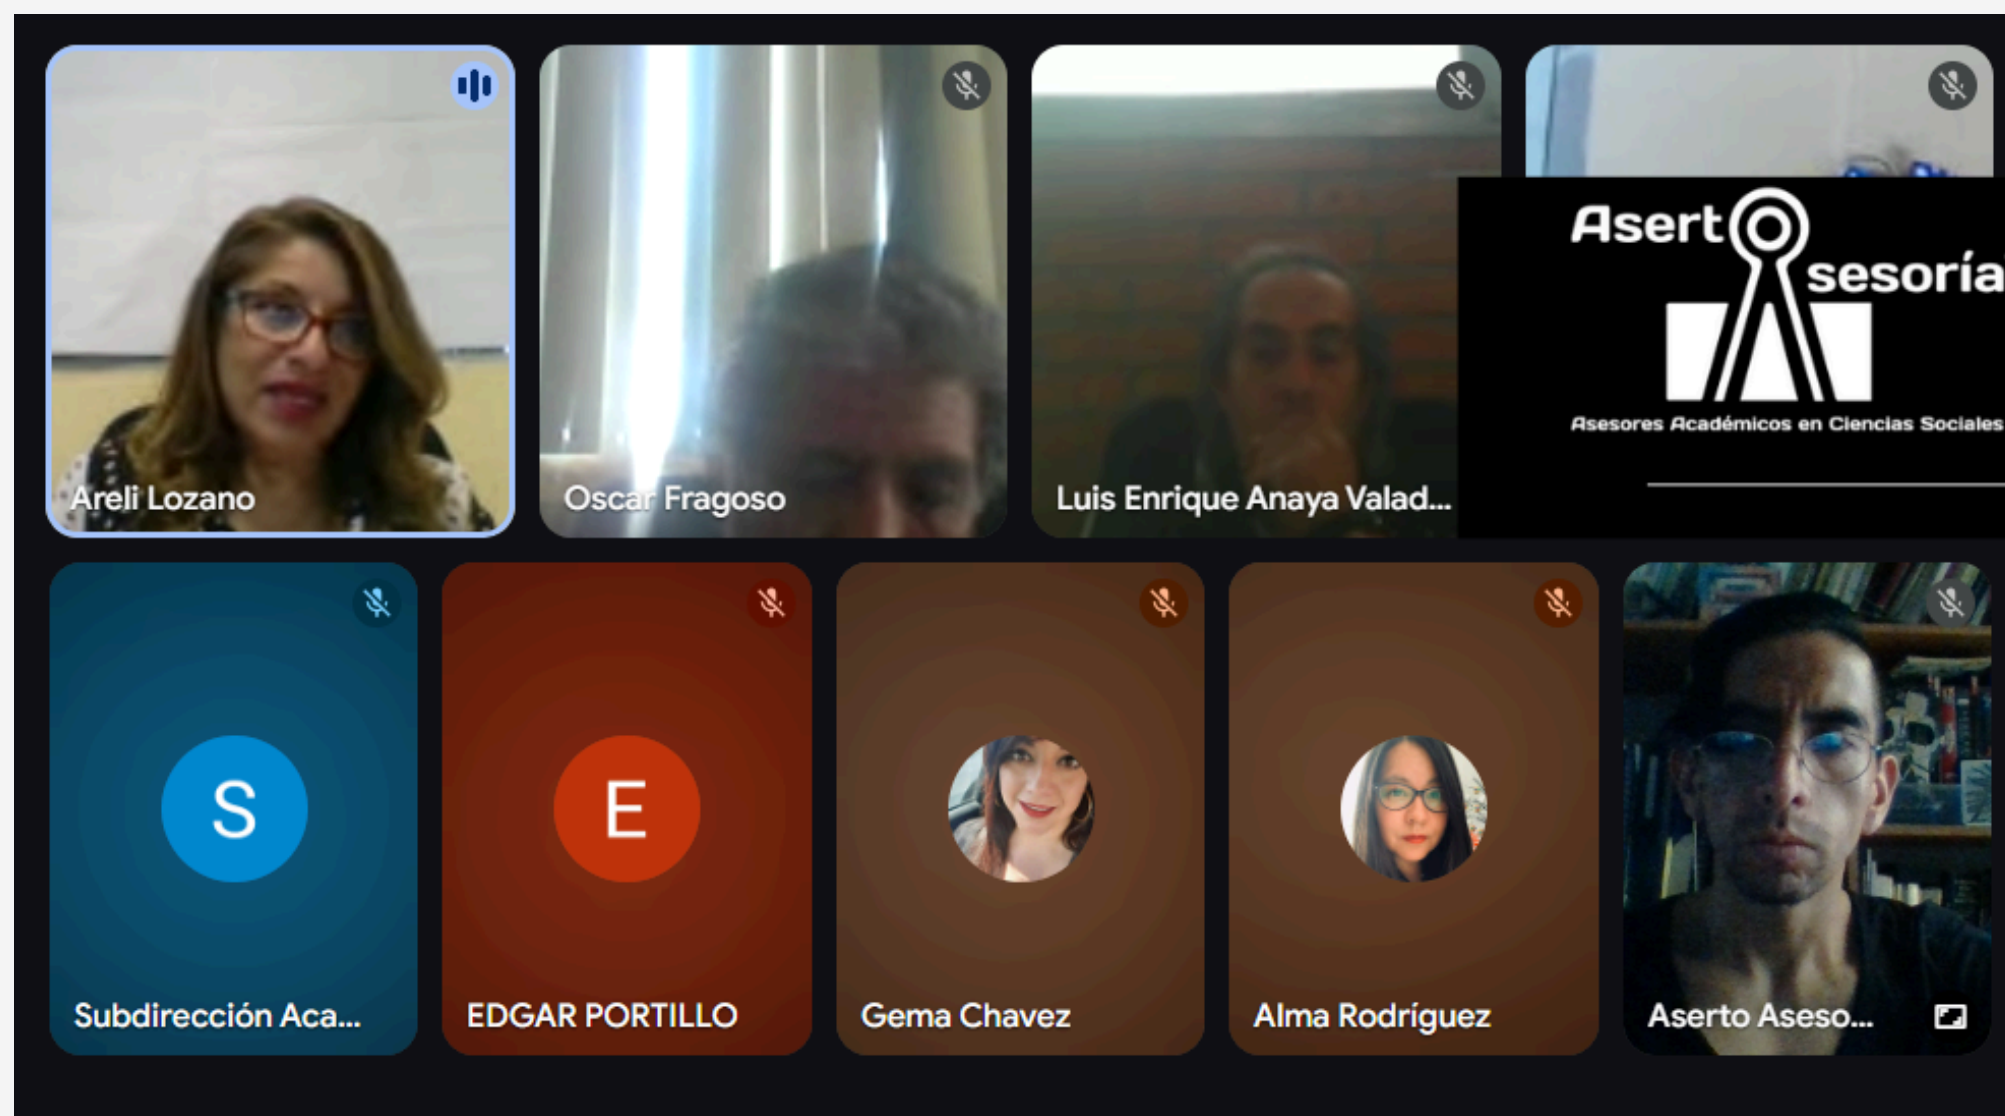 Areli Lozano
Oscar Fragoso
Luis Enrique Anaya Valad...
Asert
sesoría
Asesores Académicos en Ciencias Sociales
S
Subdirección Aca...
E
EDGAR PORTILLO
Gema Chavez
Alma Rodríguez
Aserto Aseso...